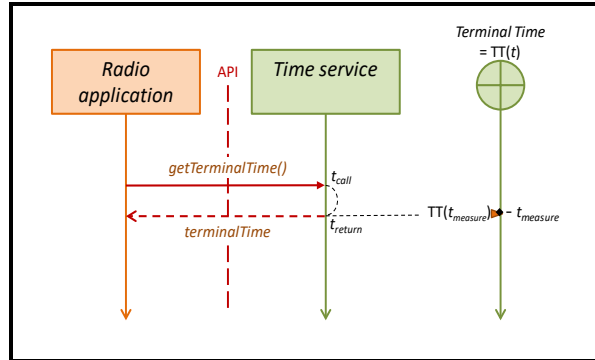 Terminal Time
= TT(t)
Radio
application
API
Time service
getTerminalTime()
t_call
terminalTime
t_return
TT(t_measure)
t_measure